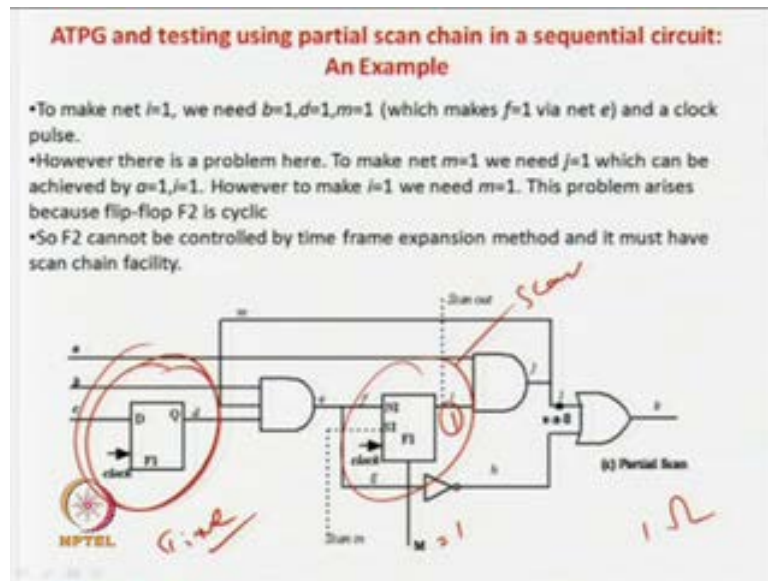 ATPG and testing using partial scan chain in a sequential circuit:
An Example
•To make net i=1, we need b=1,d=1,m=1 (which makes f=1 via net e) and a clock
pulse.
•However there is a problem here. To make net m=1 we need j=1 which can be
achieved by a=1,i=1. However to make i=1 we need m=1. This problem arises
because flip-flop F2 is cyclic
•So F2 cannot be controlled by time frame expansion method and it must have
scan chain facility.
Scan out
scan
m
a
b
c
D Q d
F1
clock
e
f
i
1
F1
clock
g
h
j
s-a-0
k
(c) Partial Scan
Scan in
M = 1
NPTEL